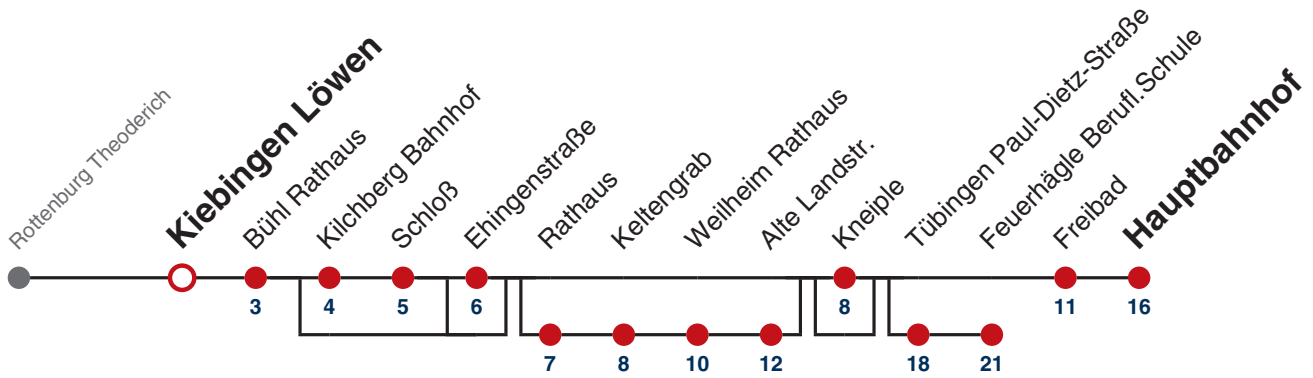 Rottenburg Theoderich
Kiebingen Löwen
Bühl Rathaus
Kilchberg Bahnhof
Schloß
Ehingenstraße
Rathaus
Keltengrab
Weilheim Rathaus
Alte Landstr.
Kneiple
Tübingen Paul-Dietz-Straße
Feuerhägle Berufl.Schule
Freibad
Hauptbahnhof
3 4 5 6 8 11 16
7 8 10 12 18 21